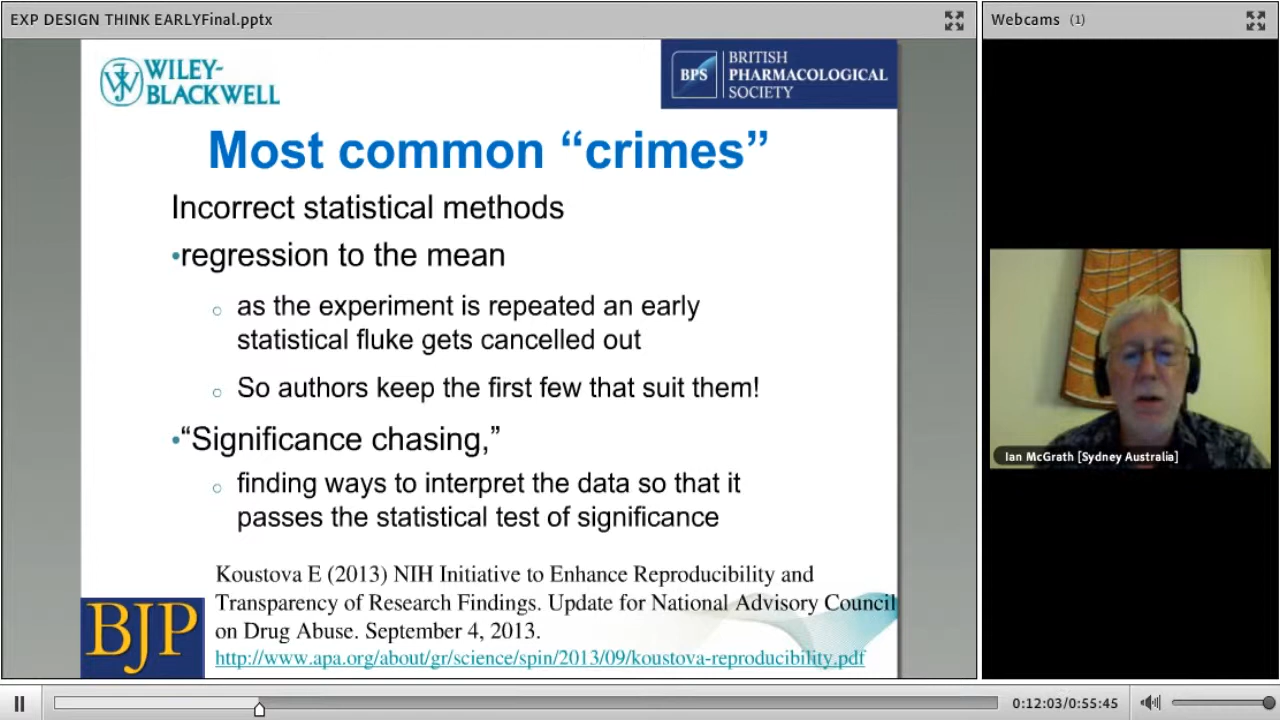 EXP DESIGN THINK EARLYFinal.pptx
Webcams (1)
WILEY-
BLACKWELL
BPS
BRITISH
PHARMACOLOGICAL
SOCIETY
Most common “crimes”
Incorrect statistical methods
•regression to the mean
○ as the experiment is repeated an early
statistical fluke gets cancelled out
○ So authors keep the first few that suit them!
•“Significance chasing,”
○ finding ways to interpret the data so that it
passes the statistical test of significance
Koustova E (2013) NIH Initiative to Enhance Reproducibility and
Transparency of Research Findings. Update for National Advisory Council
on Drug Abuse. September 4, 2013.
http://www.apa.org/about/gr/science/spin/2013/09/koustova-reproducibility.pdf
BJP
Ian McGrath [Sydney Australia]
0:12:03/0:55:45